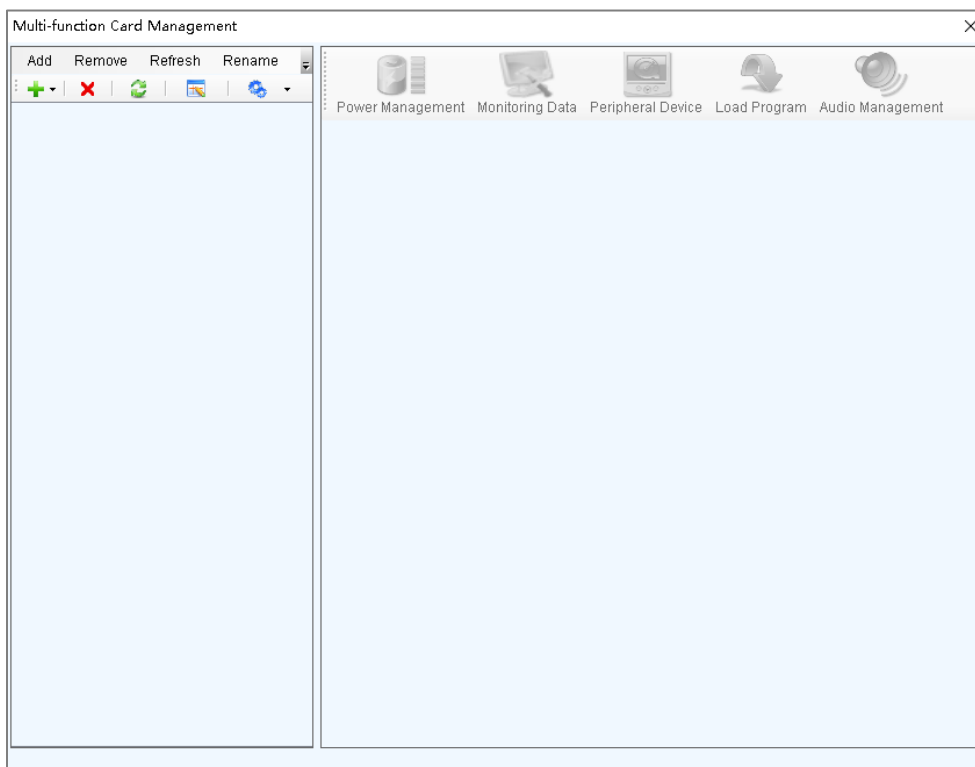 Multi-function Card Management
Add Remove Refresh Rename
Power Management Monitoring Data Peripheral Device Load Program Audio Management